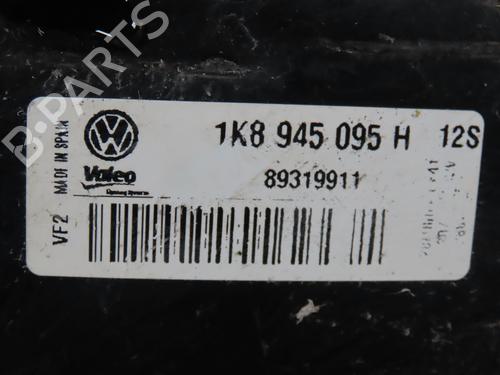 B-PARTS
1K8 945 095 H 12S
89319911
Valeo
VF2 MADE IN SPAIN